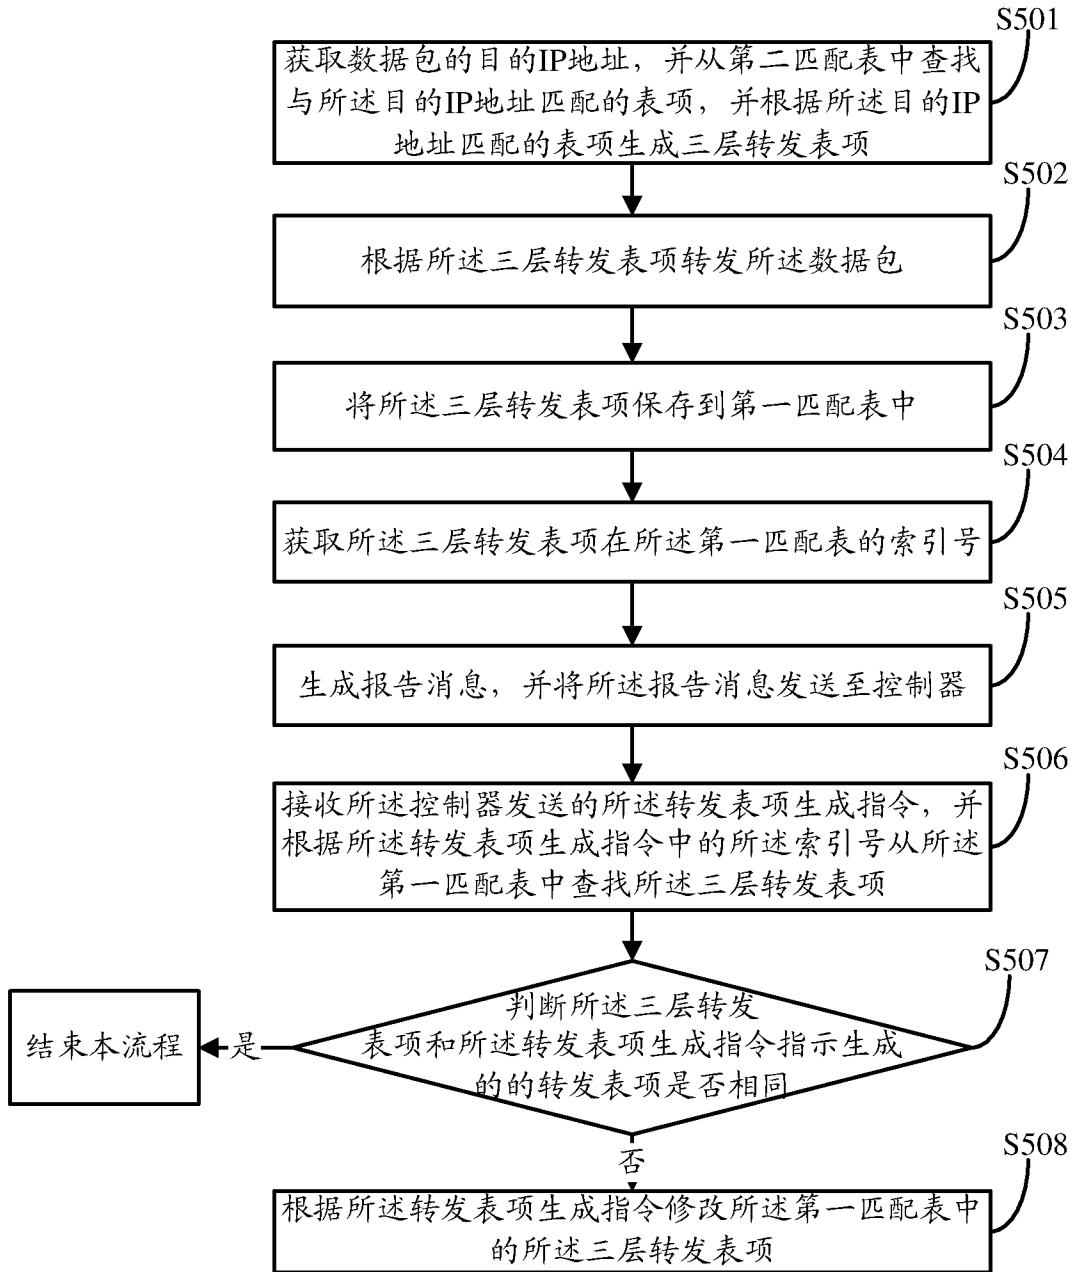 S501
获取数据包的目的IP地址，并从第二匹配表中查找
与所述目的IP地址匹配的表项，并根据所述目的IP
地址匹配的表项生成三层转发表项
S502
根据所述三层转发表项转发所述数据包
S503
将所述三层转发表项保存到第一匹配表中
S504
获取所述三层转发表项在所述第一匹配表的索引号
S505
生成报告消息，并将所述报告消息发送至控制器
S506
接收所述控制器发送的所述转发表项生成指令，并
根据所述转发表项生成指令中的所述索引号从所述
第一匹配表中查找所述三层转发表项
S507
判断所述三层转发
表项和所述转发表项生成指令指示生成
的的转发表项是否相同
是
结束本流程
否
S508
根据所述转发表项生成指令修改所述第一匹配表中
的所述三层转发表项